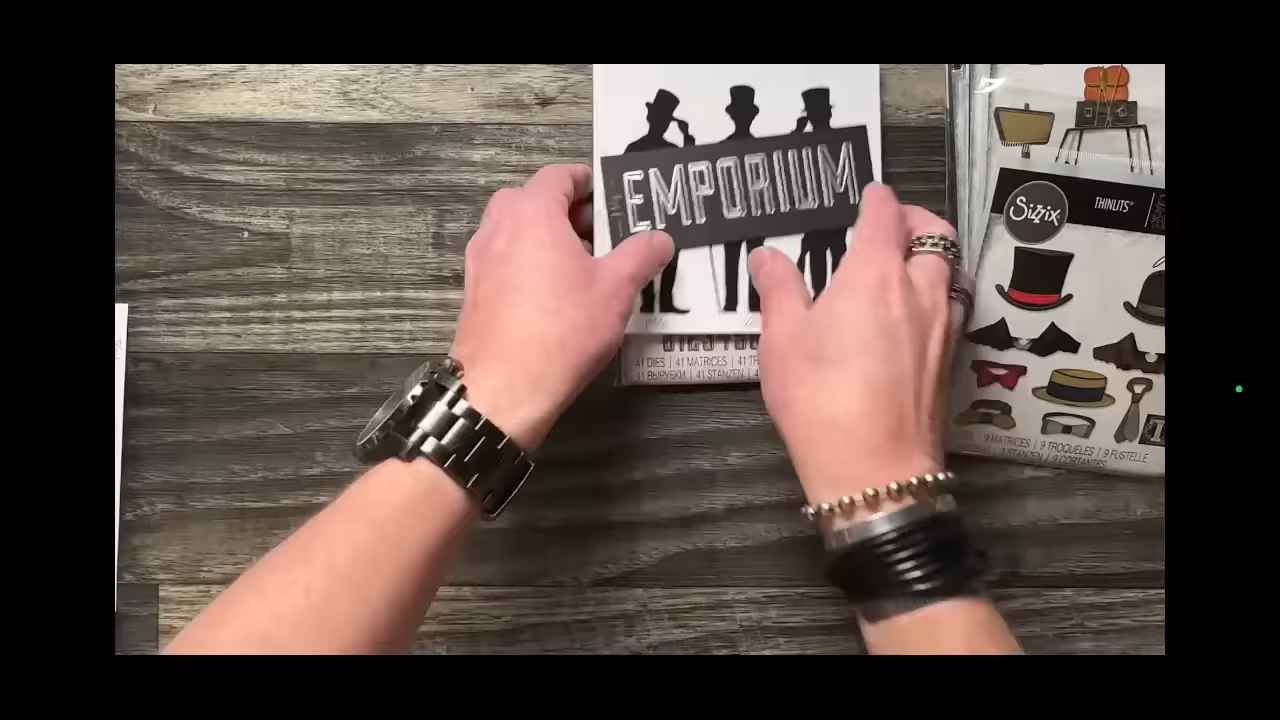 EMPORIUM
41 DIES | 41 MATRICES | 41 TR
41 ВЫРУБКИ | 41 STANZEN | 4
Sizzix
THINLITS®
9 MATRICES | 9 TROQUELES | 9 FUSTELLE
9 STANZEN | 9 CORTANTES